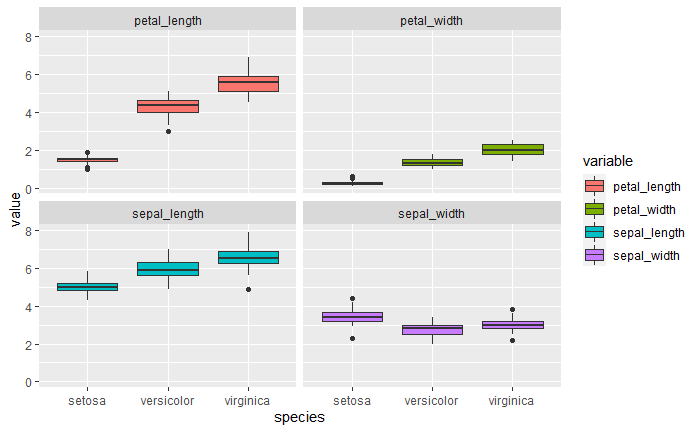 petal_length petal_width
8
6
4
2
0
value
sepal_length sepal_width
8
6
4
2
0
setosa versicolor virginica setosa versicolor virginica
species
variable
petal_length
petal_width
sepal_length
sepal_width